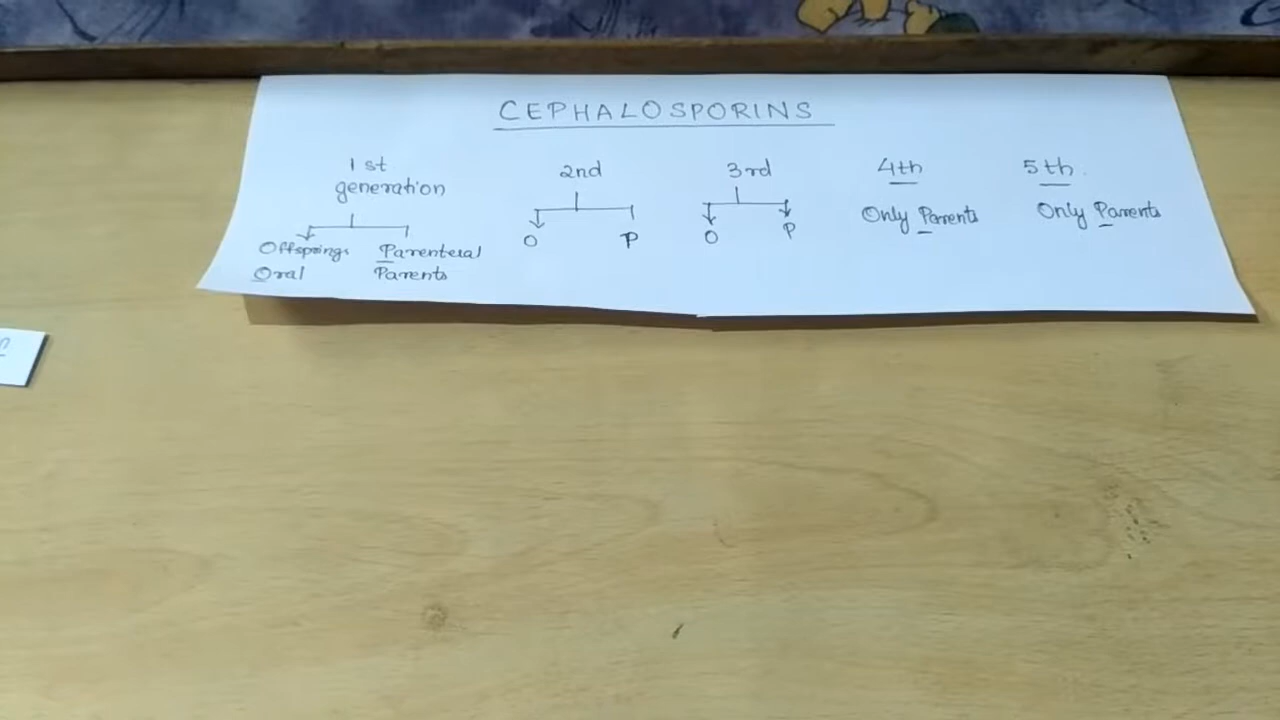 CEPHALOSPORINS
1st
generation
Offsprings Parenteral
Oral Parents
2nd
O P
3rd
O P
4th
Only Parents
5th
Only Parents